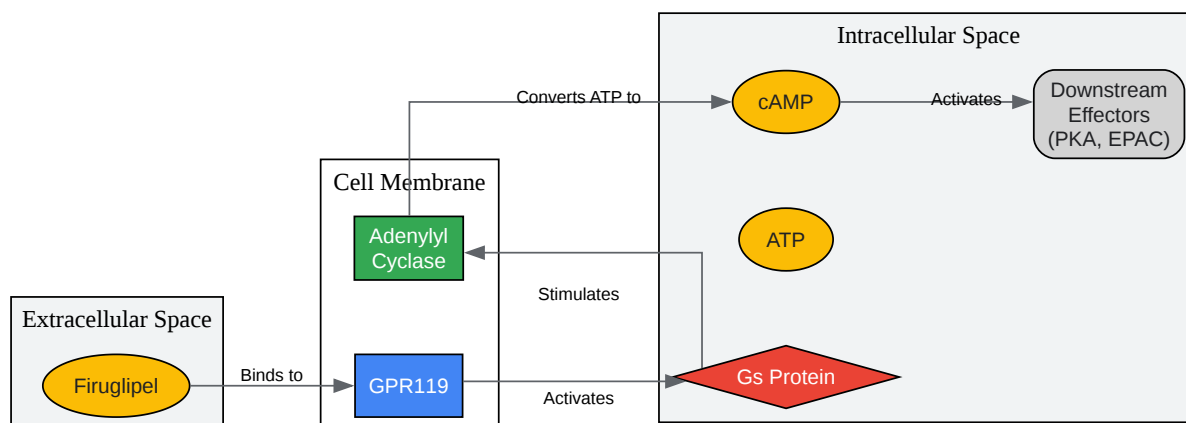 Intracellular Space
Converts ATP to
cAMP
Activates
Downstream
Effectors
(PKA, EPAC)
Cell Membrane
Adenylyl
Cyclase
ATP
Stimulates
Extracellular Space
Firuglipel
Binds to
GPR119
Activates
Gs Protein